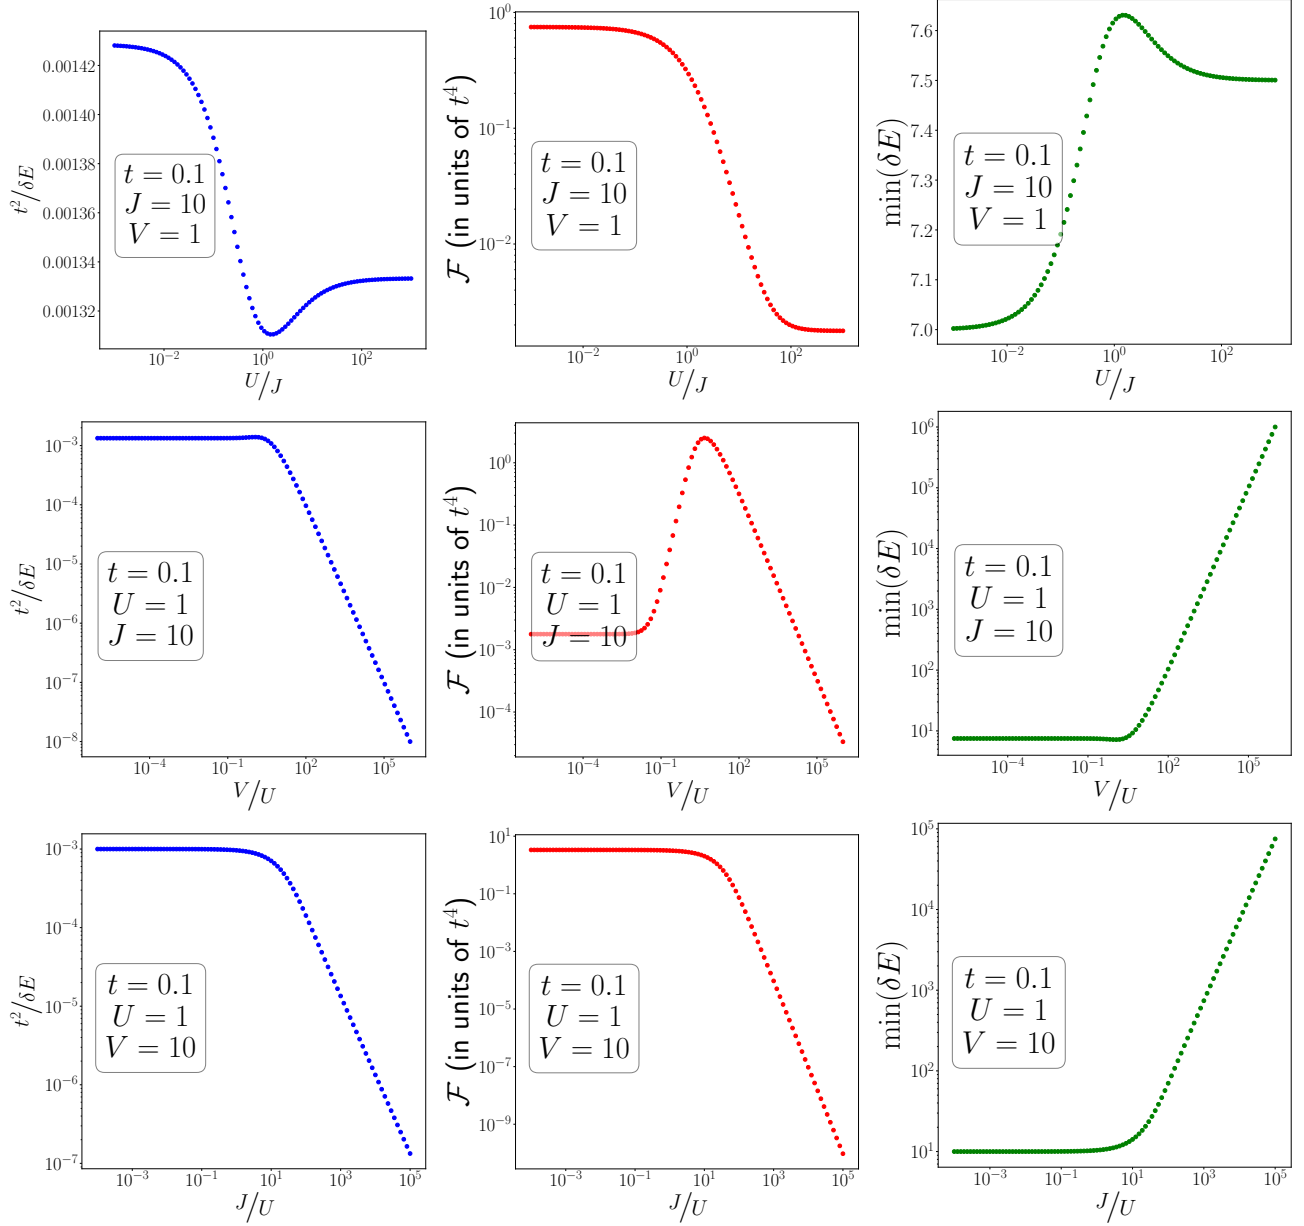 t²/δE
0.00142
0.00140
0.00138
0.00136
0.00134
0.00132
t = 0.1
J = 10
V = 1
10⁻² 10⁰ 10²
U/J
ℱ (in units of t⁴)
10⁰
10⁻¹
10⁻²
t = 0.1
J = 10
V = 1
10⁻² 10⁰ 10²
U/J
min(δE)
7.6
7.5
7.4
7.3
7.2
7.1
7.0
t = 0.1
J = 10
V = 1
10⁻² 10⁰ 10²
U/J
t²/δE
10⁻³
10⁻⁴
10⁻⁵
10⁻⁶
10⁻⁷
10⁻⁸
t = 0.1
U = 1
J = 10
10⁻⁴ 10⁻¹ 10² 10⁵
V/U
ℱ (in units of t⁴)
10⁰
10⁻¹
10⁻²
10⁻³
10⁻⁴
t = 0.1
U = 1
J = 10
10⁻⁴ 10⁻¹ 10² 10⁵
V/U
min(δE)
10⁶
10⁵
10⁴
10³
10²
10¹
t = 0.1
U = 1
J = 10
10⁻⁴ 10⁻¹ 10² 10⁵
V/U
t²/δE
10⁻³
10⁻⁴
10⁻⁵
10⁻⁶
10⁻⁷
t = 0.1
U = 1
V = 10
10⁻³ 10⁻¹ 10¹ 10³ 10⁵
J/U
ℱ (in units of t⁴)
10¹
10⁻¹
10⁻³
10⁻⁵
10⁻⁷
10⁻⁹
t = 0.1
U = 1
V = 10
10⁻³ 10⁻¹ 10¹ 10³ 10⁵
J/U
min(δE)
10⁵
10⁴
10³
10²
10¹
t = 0.1
U = 1
V = 10
10⁻³ 10⁻¹ 10¹ 10³ 10⁵
J/U